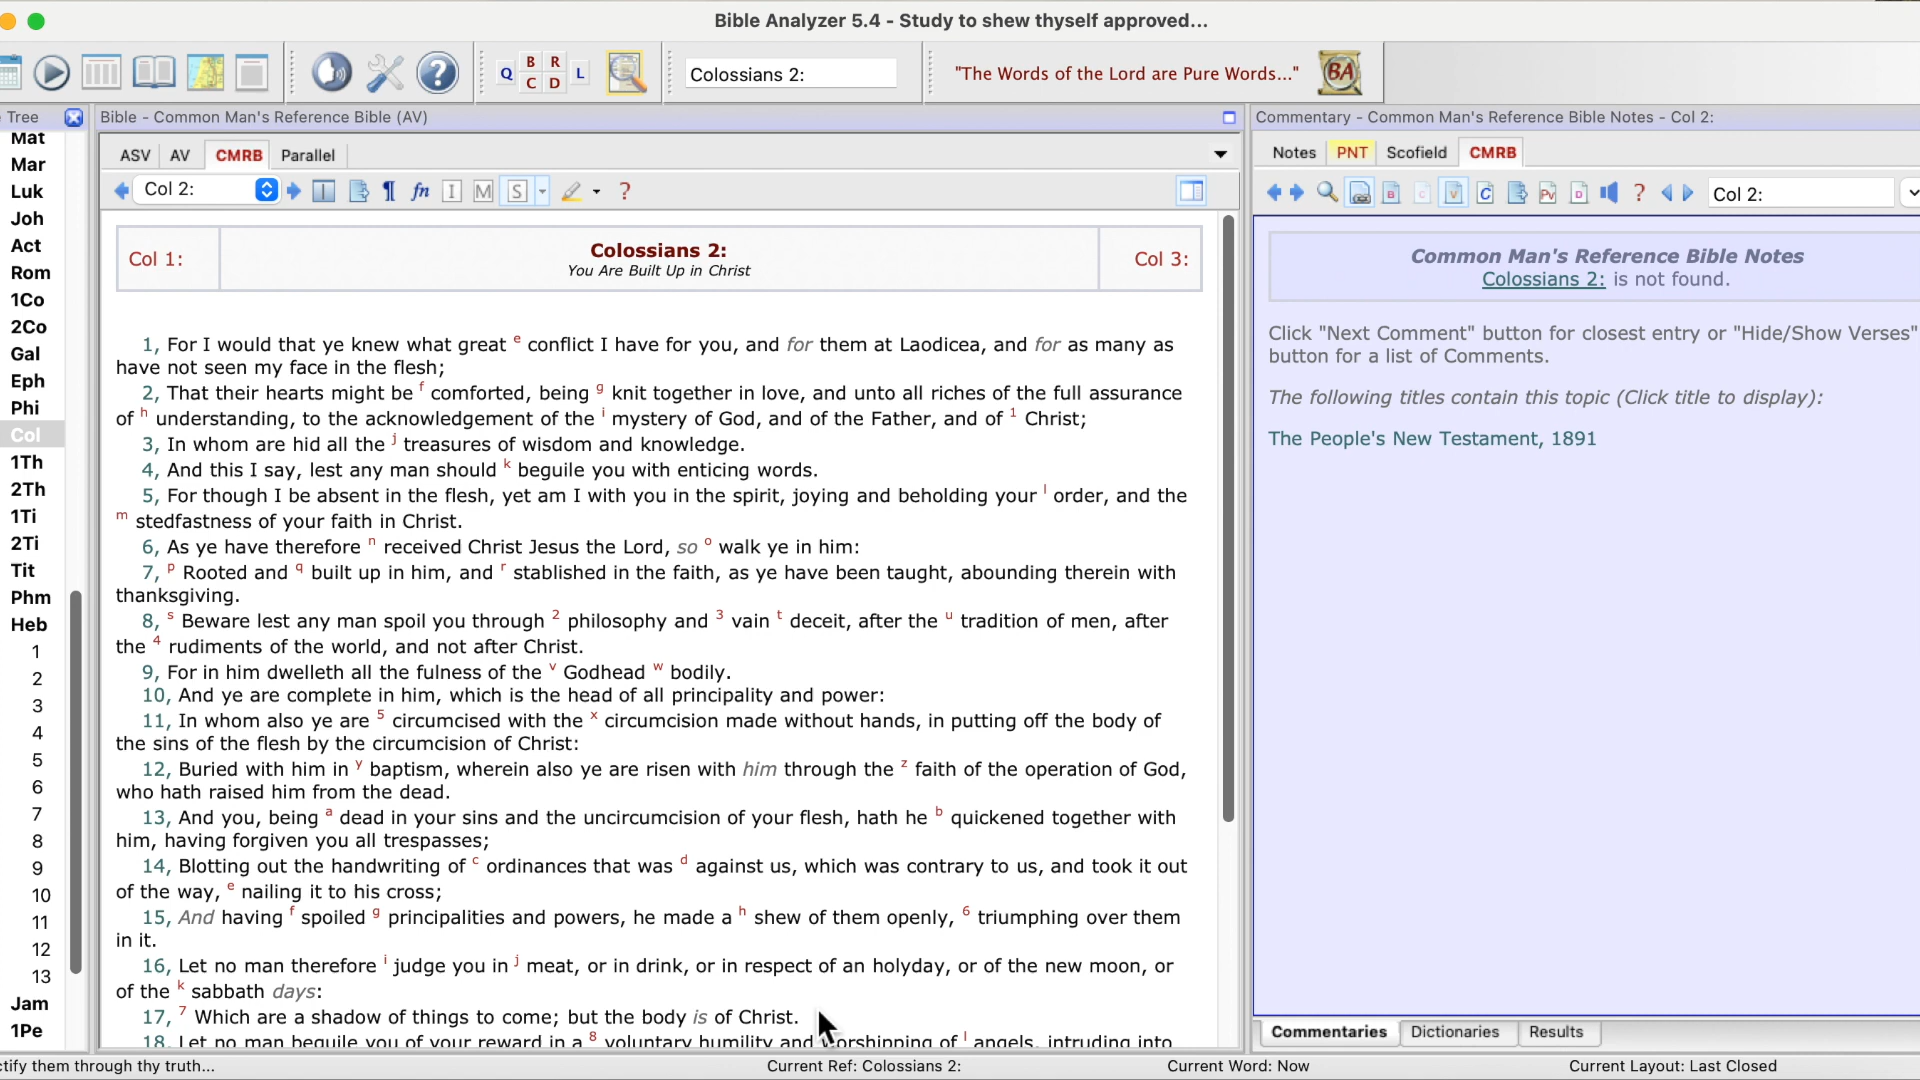 Bible Analyzer 5.4 - Study to shew thyself approved...
Q B R C D L
Colossians 2:
"The Words of the Lord are Pure Words..."
BA
Tree
Mat
Mar
Luk
Joh
Act
Rom
1Co
2Co
Gal
Eph
Phi
Col
1Th
2Th
1Ti
2Ti
Tit
Phm
Heb
1
2
3
4
5
6
7
8
9
10
11
12
13
Jam
1Pe
Bible - Common Man's Reference Bible (AV)
ASV AV CMRB Parallel
Col 2: ¶ fn I M S ?
Col 1:
Colossians 2:
You Are Built Up in Christ
Col 3:
1, For I would that ye knew what great e conflict I have for you, and for them at Laodicea, and for as many as
have not seen my face in the flesh;
2, That their hearts might be f comforted, being g knit together in love, and unto all riches of the full assurance
of h understanding, to the acknowledgement of the i mystery of God, and of the Father, and of 1 Christ;
3, In whom are hid all the j treasures of wisdom and knowledge.
4, And this I say, lest any man should k beguile you with enticing words.
5, For though I be absent in the flesh, yet am I with you in the spirit, joying and beholding your l order, and the
m stedfastness of your faith in Christ.
6, As ye have therefore n received Christ Jesus the Lord, so o walk ye in him:
7, p Rooted and q built up in him, and r stablished in the faith, as ye have been taught, abounding therein with
thanksgiving.
8, s Beware lest any man spoil you through 2 philosophy and 3 vain t deceit, after the u tradition of men, after
the 4 rudiments of the world, and not after Christ.
9, For in him dwelleth all the fulness of the v Godhead w bodily.
10, And ye are complete in him, which is the head of all principality and power:
11, In whom also ye are 5 circumcised with the x circumcision made without hands, in putting off the body of
the sins of the flesh by the circumcision of Christ:
12, Buried with him in y baptism, wherein also ye are risen with him through the z faith of the operation of God,
who hath raised him from the dead.
13, And you, being a dead in your sins and the uncircumcision of your flesh, hath he b quickened together with
him, having forgiven you all trespasses;
14, Blotting out the handwriting of c ordinances that was d against us, which was contrary to us, and took it out
of the way, e nailing it to his cross;
15, And having f spoiled g principalities and powers, he made a h shew of them openly, 6 triumphing over them
in it.
16, Let no man therefore i judge you in j meat, or in drink, or in respect of an holyday, or of the new moon, or
of the k sabbath days:
17, 7 Which are a shadow of things to come; but the body is of Christ.
18, Let no man beguile you of your reward in a 8 voluntary humility and worshipping of l angels, intruding into
Commentary - Common Man's Reference Bible Notes - Col 2:
Notes PNT Scofield CMRB
B C V C Pv D ? Col 2:
Common Man's Reference Bible Notes
Colossians 2: is not found.
Click "Next Comment" button for closest entry or "Hide/Show Verses"
button for a list of Comments.
The following titles contain this topic (Click title to display):
The People's New Testament, 1891
Commentaries Dictionaries Results
ctify them through thy truth...
Current Ref: Colossians 2:
Current Word: Now
Current Layout: Last Closed